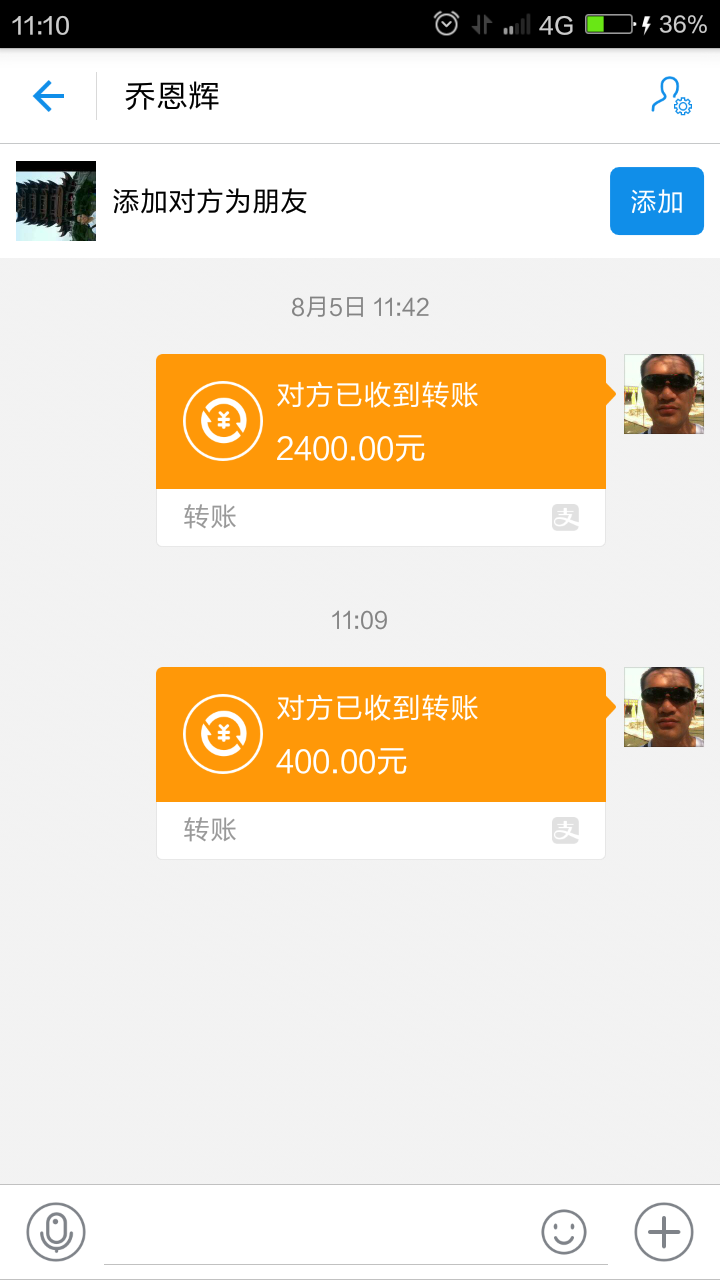 11:10
4G
36%
乔恩辉
添加对方为朋友
添加
8月5日 11:42
对方已收到转账
2400.00元
转账
支
11:09
对方已收到转账
400.00元
转账
支